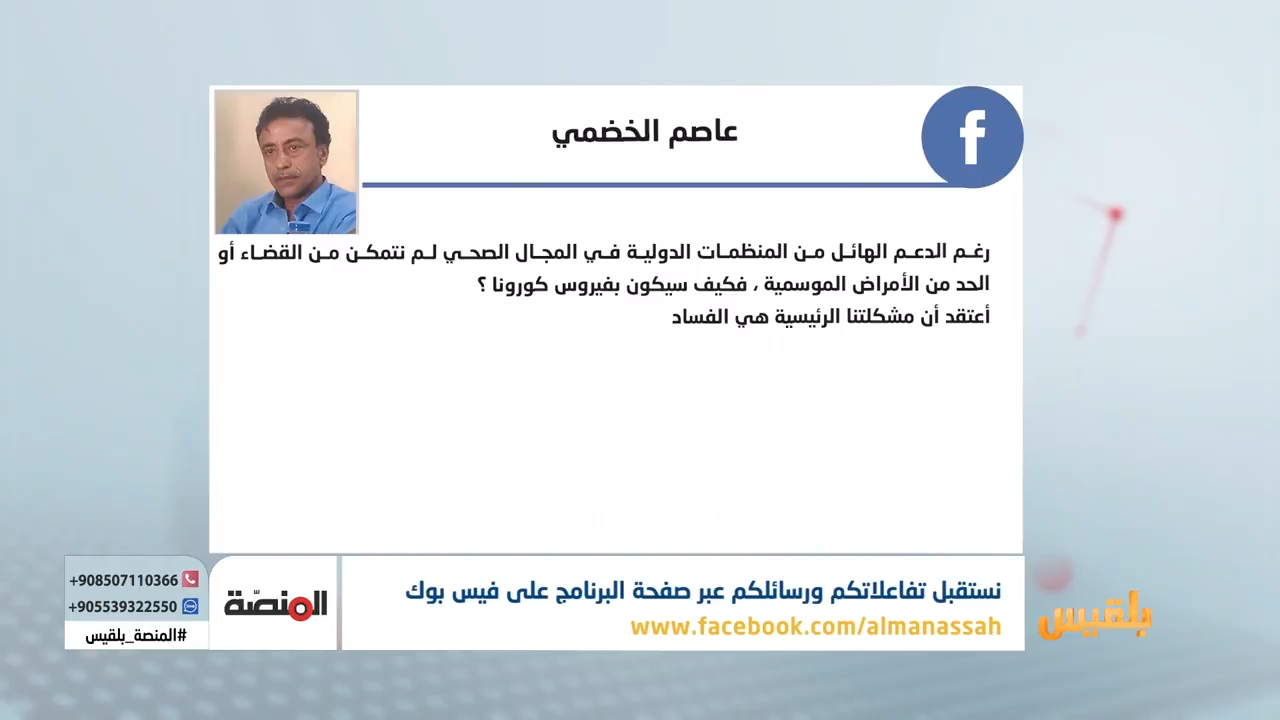 عاصم الخضمي
رغم الدعم الهائل من المنظمات الدولية في المجال الصحي لم نتمكن من القضاء أو
الحد من الأمراض الموسمية ، فكيف سيكون بفيروس كورونا ؟
أعتقد أن مشكلتنا الرئيسية هي الفساد
نستقبل تفاعلاتكم ورسائلكم عبر صفحة البرنامج على فيس بوك
www.facebook.com/almanassah
المنصّة
+908507110366
+905539322550
#المنصة_بلقيس
بلقيس